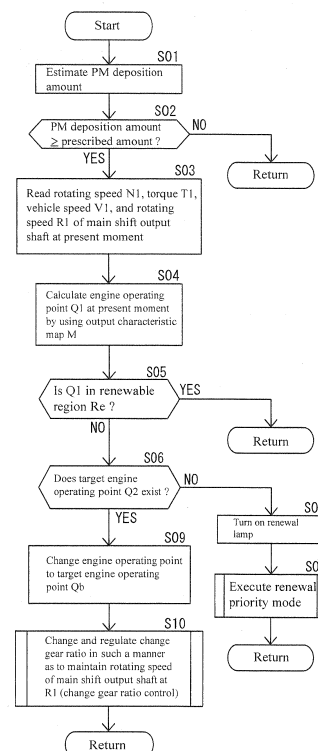 Start
S01
Estimate PM deposition
amount
S02
PM deposition amount
≥ prescribed amount ?
NO
YES
Return
S03
Read rotating speed N1, torque T1,
vehicle speed V1, and rotating
speed R1 of main shift output
shaft at present moment
S04
Calculate engine operating
point Q1 at present moment
by using output characteristic
map M
S05
Is Q1 in renewable
region Re ?
YES
NO
Return
S06
Does target engine
operating point Q2 exist ?
NO
YES
Turn on renewal
lamp
S09
Change engine operating point
to target engine operating
point Qb
Execute renewal
priority mode
S10
Change and regulate change
gear ratio in such a manner
as to maintain rotating speed
of main shift output shaft at
R1 (change gear ratio control)
Return
Return